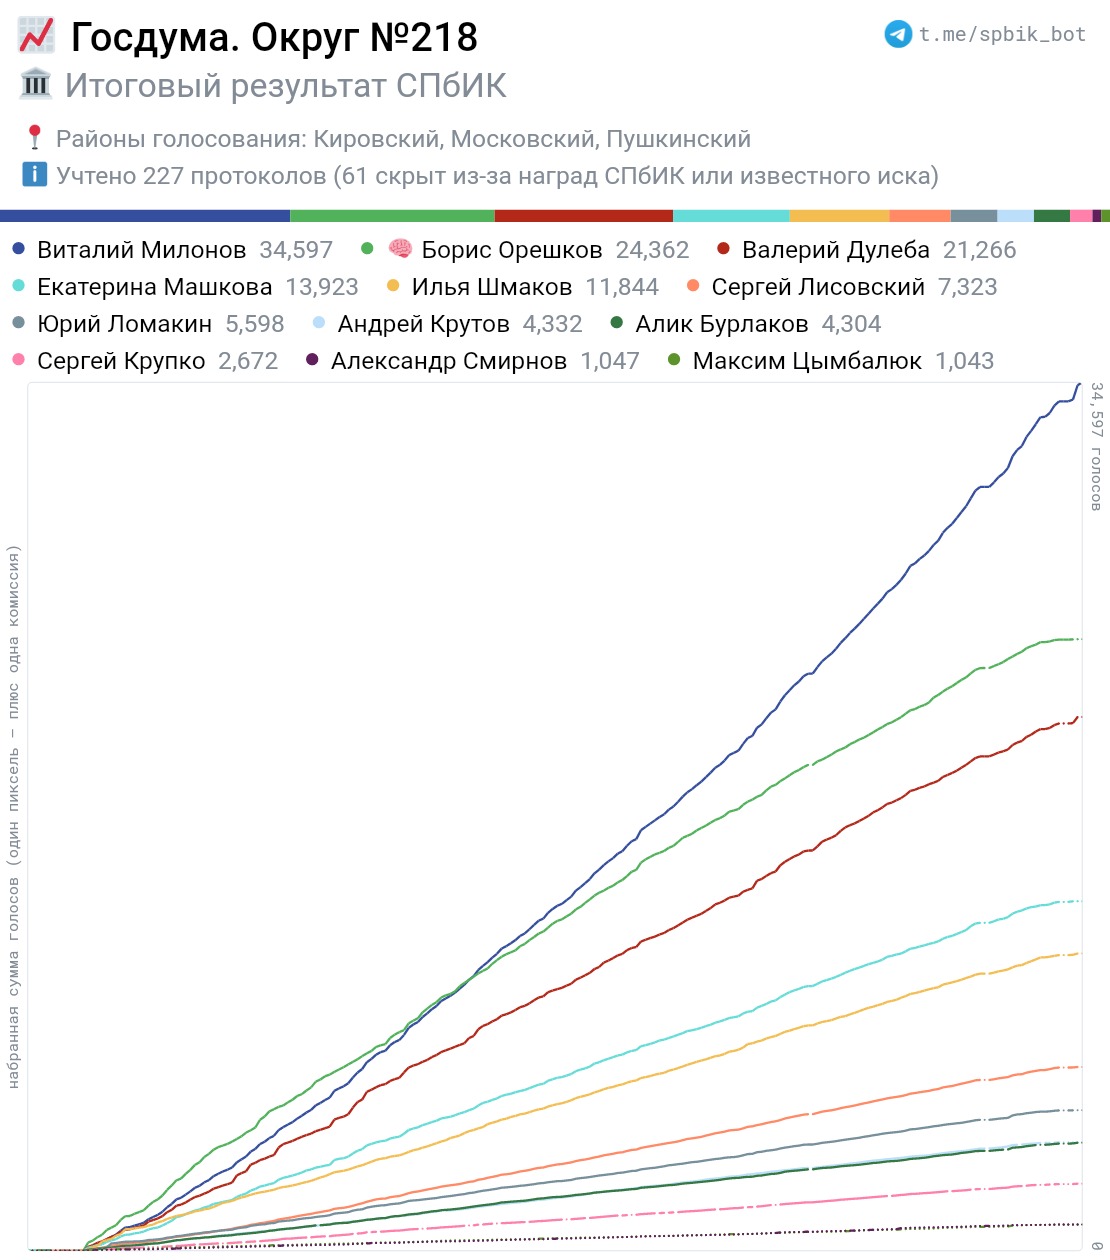 Госдума. Округ №218
t.me/spbik_bot
Итоговый результат СПбИК
Районы голосования: Кировский, Московский, Пушкинский
Учтено 227 протоколов (61 скрыт из-за наград СПбИК или известного иска)
Виталий Милонов 34,597 Борис Орешков 24,362 Валерий Дулеба 21,266
Екатерина Машкова 13,923 Илья Шмаков 11,844 Сергей Лисовский 7,323
Юрий Ломакин 5,598 Андрей Крутов 4,332 Алик Бурлаков 4,304
Сергей Крупко 2,672 Александр Смирнов 1,047 Максим Цымбалюк 1,043
34,597 голосов
набранная сумма голосов (один пиксель — плюс одна комиссия)
0